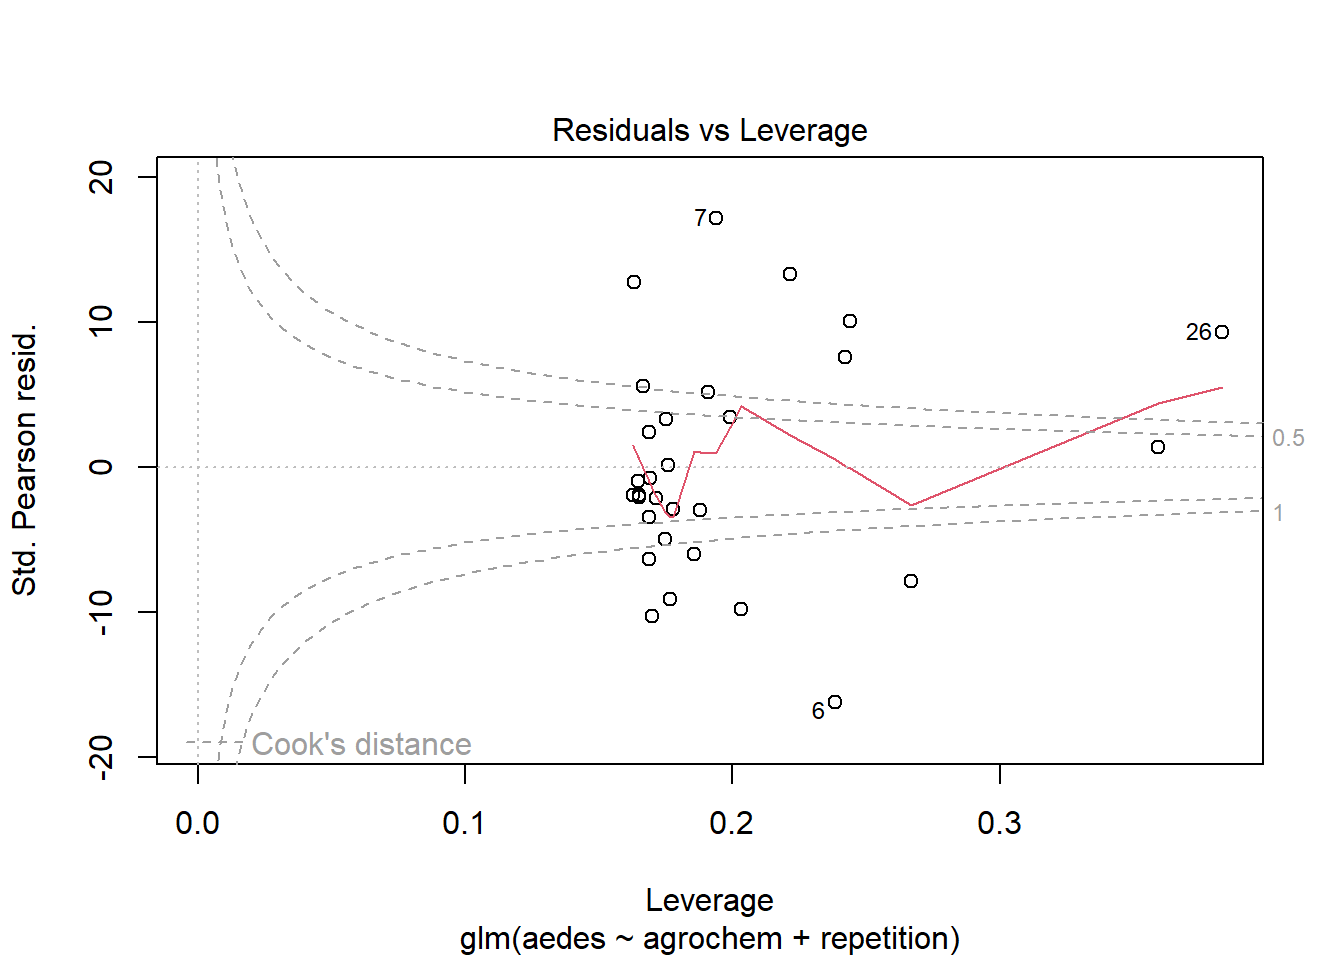 Residuals vs Leverage
Std. Pearson resid.
20
10
0
-10
-20
7
26
6
0.5
1
Cook's distance
0.0 0.1 0.2 0.3
Leverage
glm(aedes ~ agrochem + repetition)